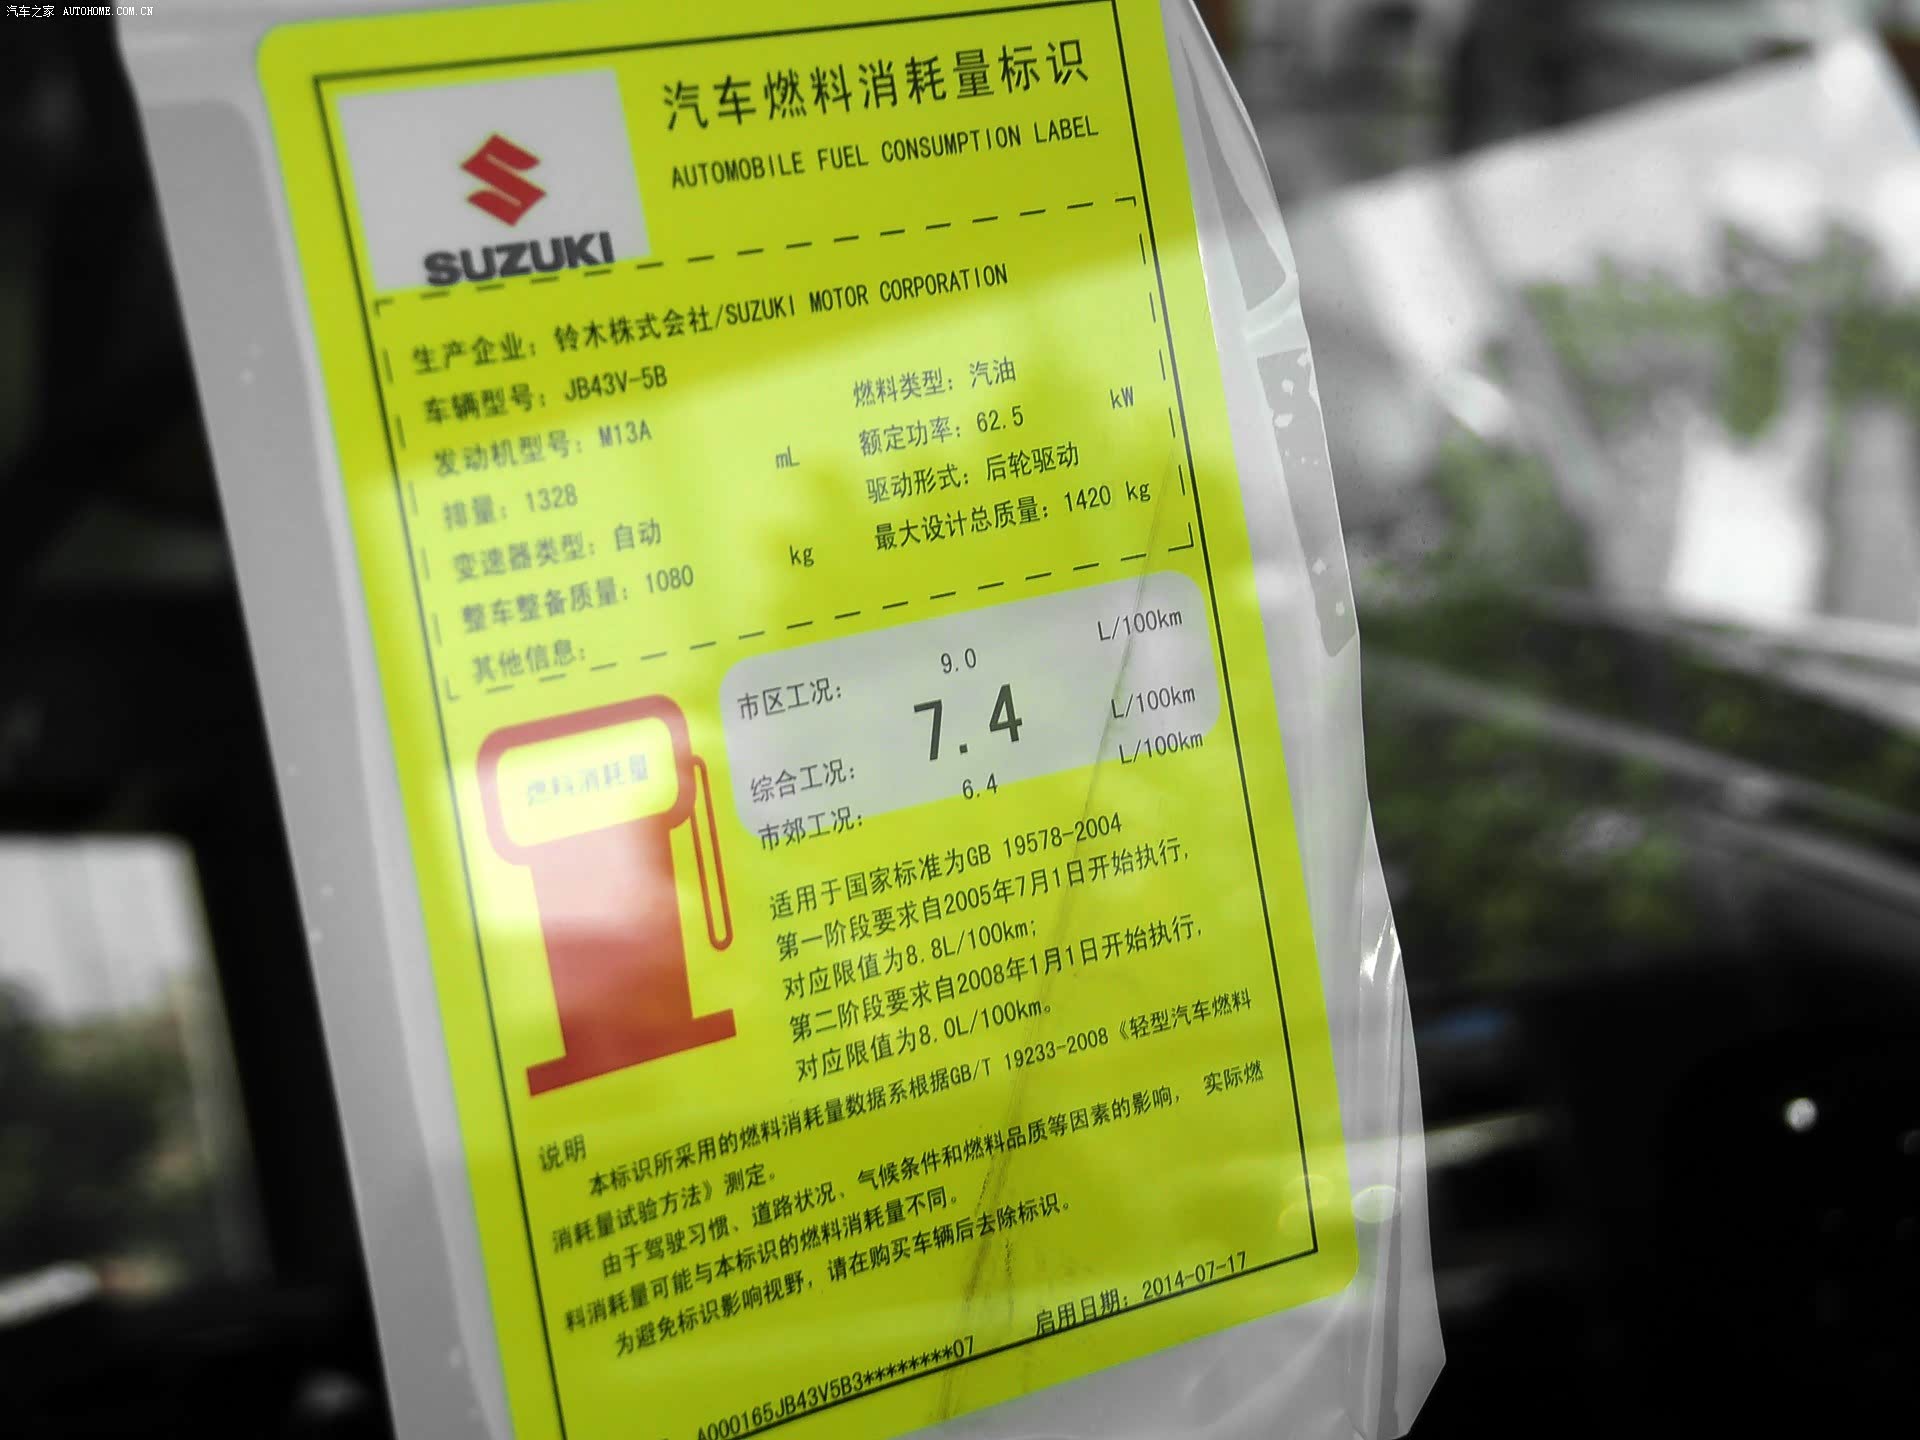 汽车之家 AUTOHOME.COM.CN
汽车燃料消耗量标识
AUTOMOBILE FUEL CONSUMPTION LABEL
SUZUKI
生产企业：铃木株式会社/SUZUKI MOTOR CORPORATION
车辆型号：JB43V-5B
发动机型号：M13A 燃料类型：汽油
排量：1328 mL 额定功率：62.5 kW
变速器类型：自动 驱动形式：后轮驱动
整车整备质量：1080 kg 最大设计总质量：1420 kg
其他信息：
燃料消耗量
市区工况： 9.0 L/100km
综合工况： 7.4 L/100km
市郊工况： 6.4 L/100km
适用于国家标准为GB 19578-2004
第一阶段要求自2005年7月1日开始执行,
对应限值为8.8L/100km;
第二阶段要求自2008年1月1日开始执行,
对应限值为8.0L/100km。
说明
本标识所采用的燃料消耗量数据系根据GB/T 19233-2008《轻型汽车燃料
消耗量试验方法》测定。
由于驾驶习惯、道路状况、气候条件和燃料品质等因素的影响， 实际燃
料消耗量可能与本标识的燃料消耗量不同。
为避免标识影响视野，请在购买车辆后去除标识。
A000165JB43V5B3********07 启用日期：2014-07-17